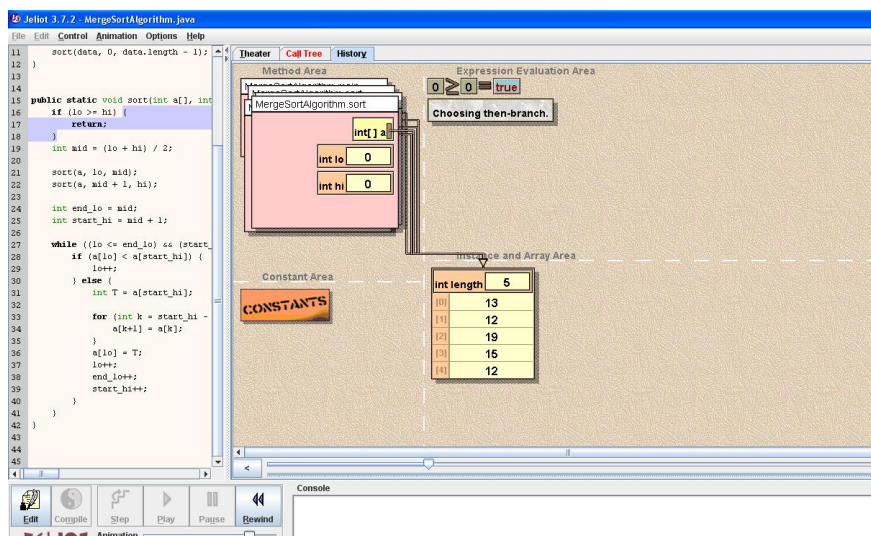 Jeliot 3.7.2 - MergeSortAlgorithm.java
File Edit Control Animation Options Help
11 sort(data, 0, data.length - 1);
12 }
13
14
15 public static void sort(int a[], int
16 if (lo >= hi) {
17 return;
18 }
19 int mid = (lo + hi) / 2;
20
21 sort(a, lo, mid);
22 sort(a, mid + 1, hi);
23
24 int end_lo = mid;
25 int start_hi = mid + 1;
26
27 while ((lo <= end_lo) && (start_
28 if (a[lo] < a[start_hi]) {
29 lo++;
30 } else {
31 int T = a[start_hi];
32
33 for (int k = start_hi -
34 a[k+1] = a[k];
35 }
36 a[lo] = T;
37 lo++;
38 end_lo++;
39 start_hi++;
40 }
41 }
42 }
43
44
45
Theater Call Tree History
Method Area
MergeSortAlgorithm.main
MergeSortAlgorithm.sort
MergeSortAlgorithm.sort
int[ ] a
int lo 0
int hi 0
Expression Evaluation Area
0 ≥ 0 = true
Choosing then-branch.
Constant Area
CONSTANTS
Instance and Array Area
int length 5
[0] 13
[1] 12
[2] 19
[3] 15
[4] 12
<
Edit Compile Step Play Pause Rewind
Animation
Console